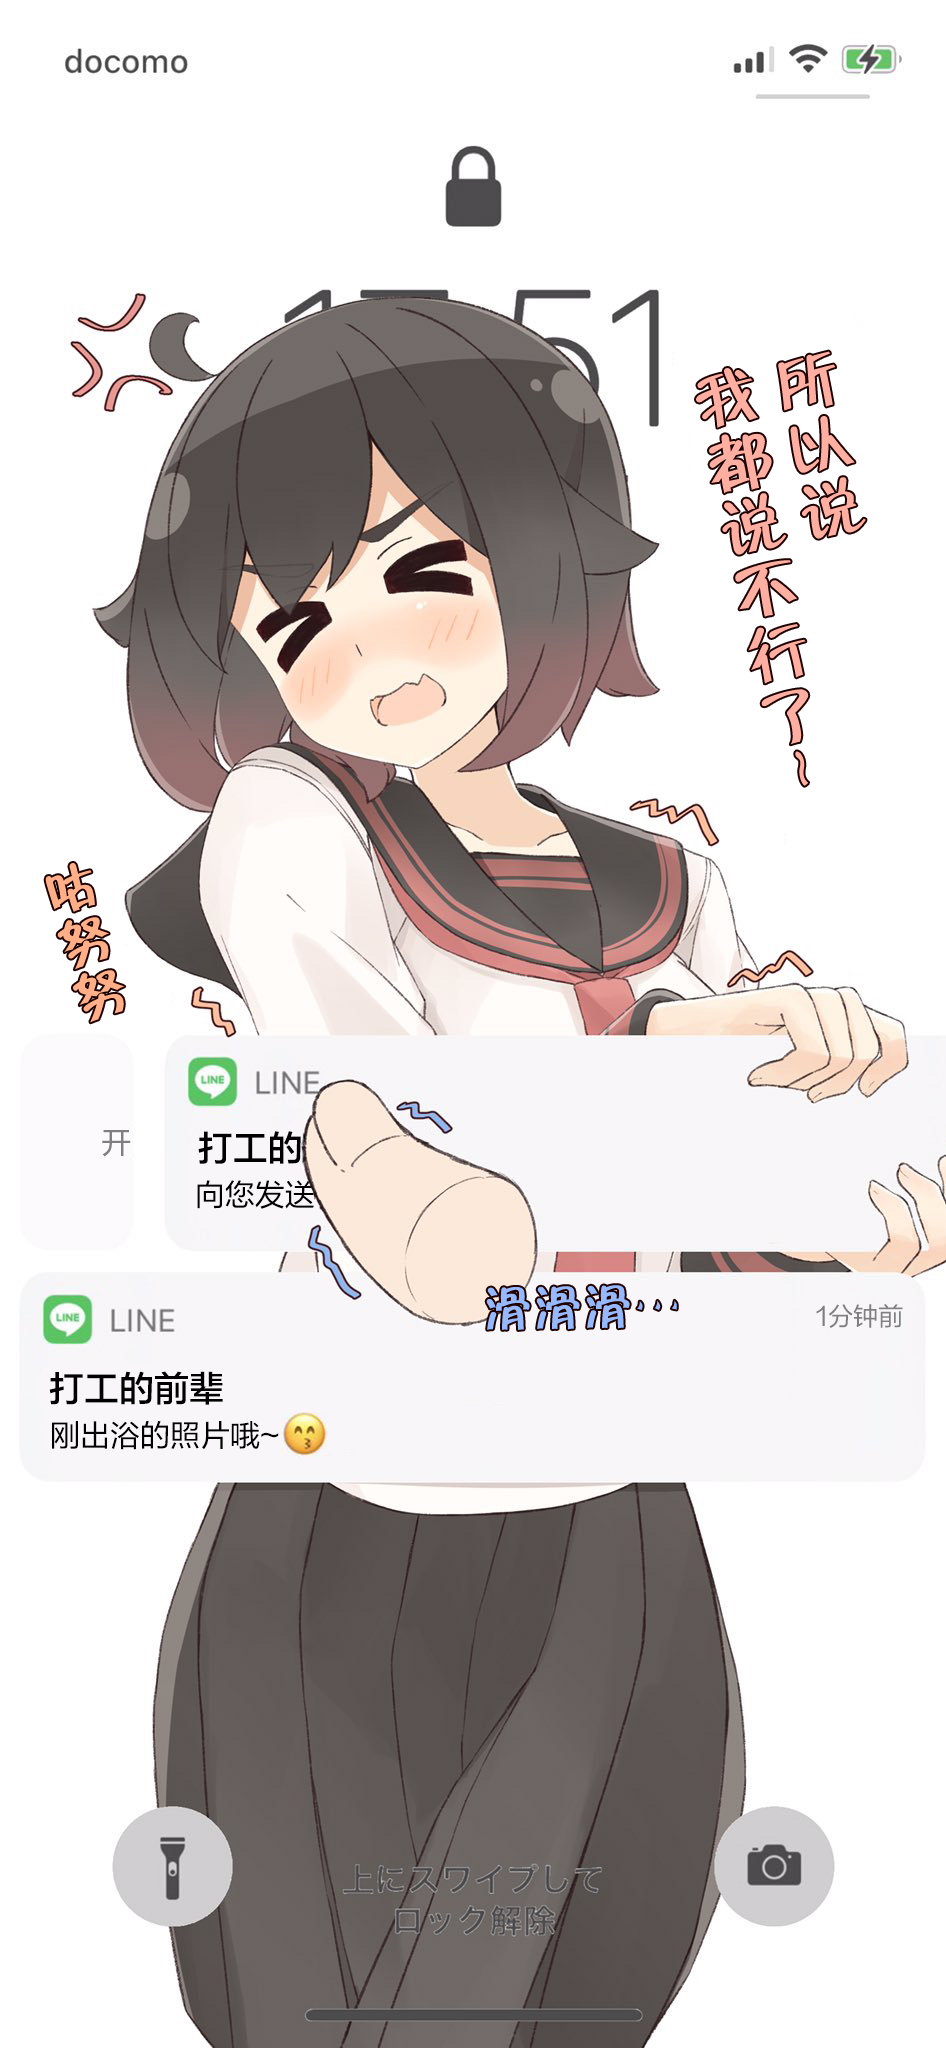 docomo
17 51
所以说
我都说不行了~
咕努努
LINE
开
打工的
向您发送
滑滑滑…
LINE
1分钟前
打工的前辈
刚出浴的照片哦~😙
上にスワイプして
ロック解除